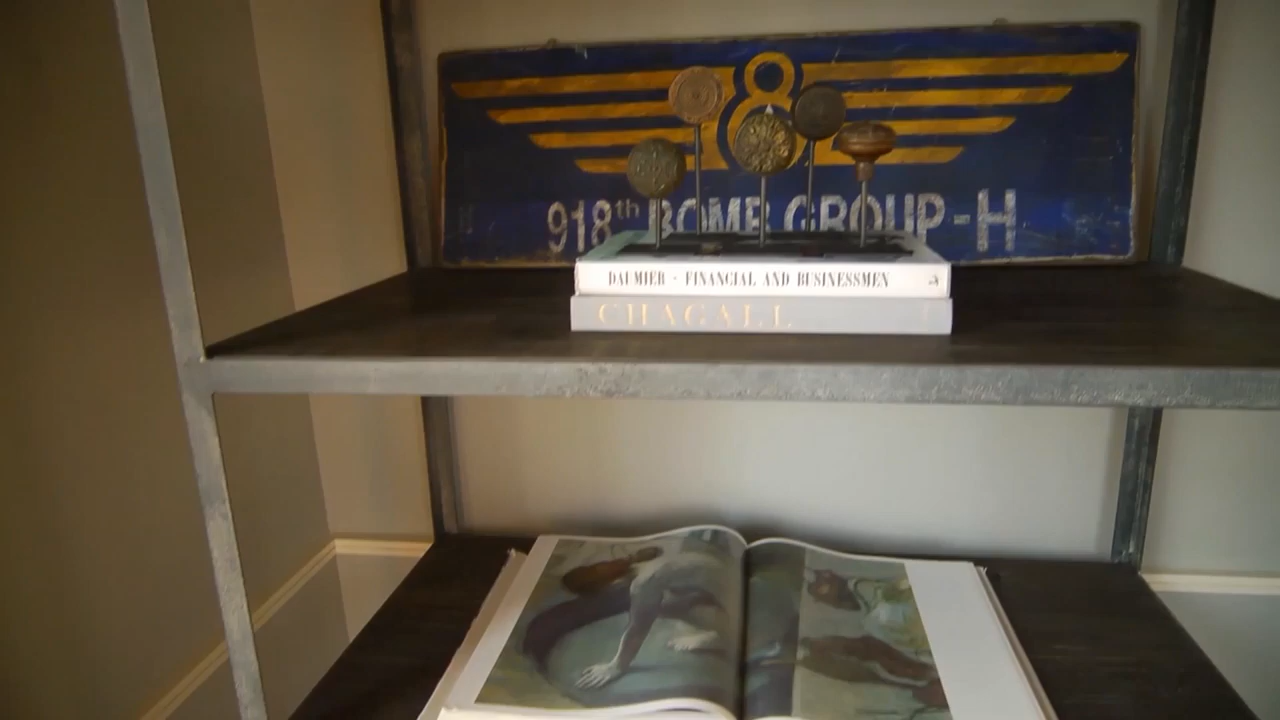 8
918th BOMB GROUP-H
DAUMIER · FINANCIAL AND BUSINESSMEN
CHAGALL